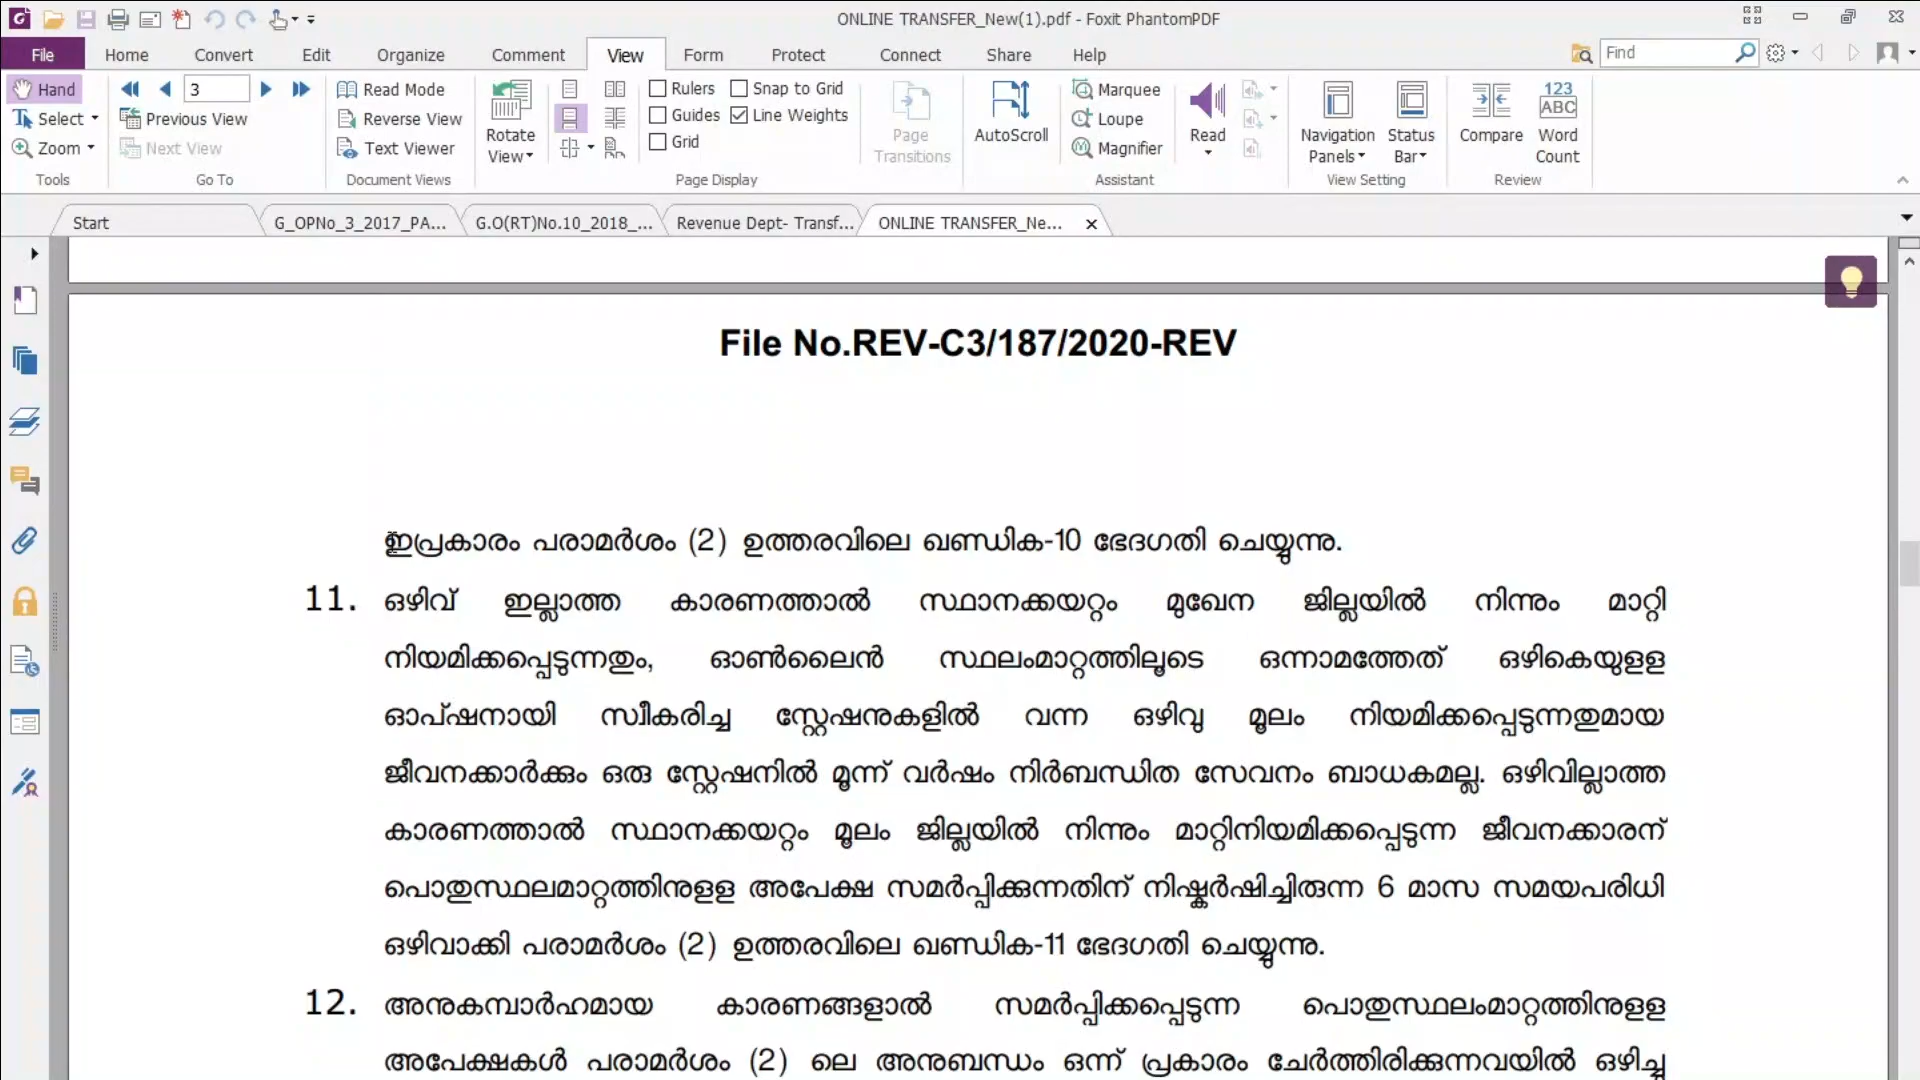 ONLINE TRANSFER_New(1).pdf - Foxit PhantomPDF
File Home Convert Edit Organize Comment View Form Protect Connect Share Help Find
Hand 3 Read Mode Rulers Snap to Grid Marquee 123
Select Previous View Reverse View Guides Line Weights Loupe ABC
Zoom Next View Text Viewer Grid Magnifier
Rotate View Page Transitions AutoScroll Read Navigation Panels Status Bar Compare Word Count
Tools Go To Document Views Page Display Assistant View Setting Review
Start G_OPNo_3_2017_PA... G.O(RT)No.10_2018_... Revenue Dept- Transf... ONLINE TRANSFER_Ne...
File No.REV-C3/187/2020-REV
ഇപ്രകാരം പരാമർശം (2) ഉത്തരവിലെ ഖണ്ഡിക-10 ഭേദഗതി ചെയ്യുന്നു.
11. ഒഴിവ് ഇല്ലാത്ത കാരണത്താൽ സ്ഥാനക്കയറ്റം മുഖേന ജില്ലയിൽ നിന്നും മാറ്റി
നിയമിക്കപ്പെടുന്നതും, ഓൺലൈൻ സ്ഥലംമാറ്റത്തിലൂടെ ഒന്നാമത്തേത് ഒഴികെയുളള
ഓപ്ഷനായി സ്വീകരിച്ച സ്റ്റേഷനുകളിൽ വന്ന ഒഴിവു മൂലം നിയമിക്കപ്പെടുന്നതുമായ
ജീവനക്കാർക്കും ഒരു സ്റ്റേഷനിൽ മൂന്ന് വർഷം നിർബന്ധിത സേവനം ബാധകമല്ല. ഒഴിവില്ലാത്ത
കാരണത്താൽ സ്ഥാനക്കയറ്റം മൂലം ജില്ലയിൽ നിന്നും മാറ്റിനിയമിക്കപ്പെടുന്ന ജീവനക്കാരന്
പൊതുസ്ഥലമാറ്റത്തിനുളള അപേക്ഷ സമർപ്പിക്കുന്നതിന് നിഷ്കർഷിച്ചിരുന്ന 6 മാസ സമയപരിധി
ഒഴിവാക്കി പരാമർശം (2) ഉത്തരവിലെ ഖണ്ഡിക-11 ഭേദഗതി ചെയ്യുന്നു.
12. അനുകമ്പാർഹമായ കാരണങ്ങളാൽ സമർപ്പിക്കപ്പെടുന്ന പൊതുസ്ഥലംമാറ്റത്തിനുളള
അപേക്ഷകൾ പരാമർശം (2) ലെ അനുബന്ധം ഒന്ന് പ്രകാരം ചേർത്തിരിക്കുന്നവയിൽ ഒഴിച്ചു